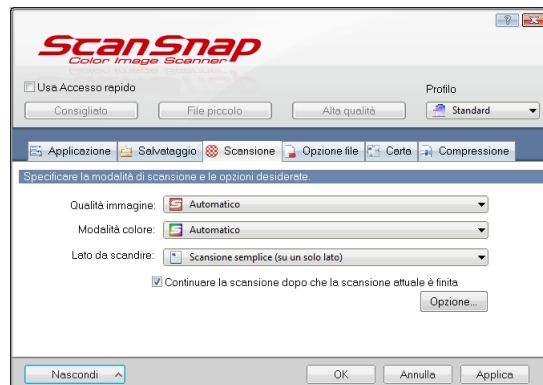 ScanSnap
Color Image Scanner
Usa Accesso rapido
Profilo
Consigliato File piccolo Alta qualità Standard
Applicazione Salvataggio Scansione Opzione file Carta Compressione
Specificare la modalità di scansione e le opzioni desiderate.
Qualità immagine: Automatico
Modalità colore: Automatico
Lato da scandire: Scansione semplice (su un solo lato)
Continuare la scansione dopo che la scansione attuale è finita
Opzione...
Nascondi OK Annulla Applica